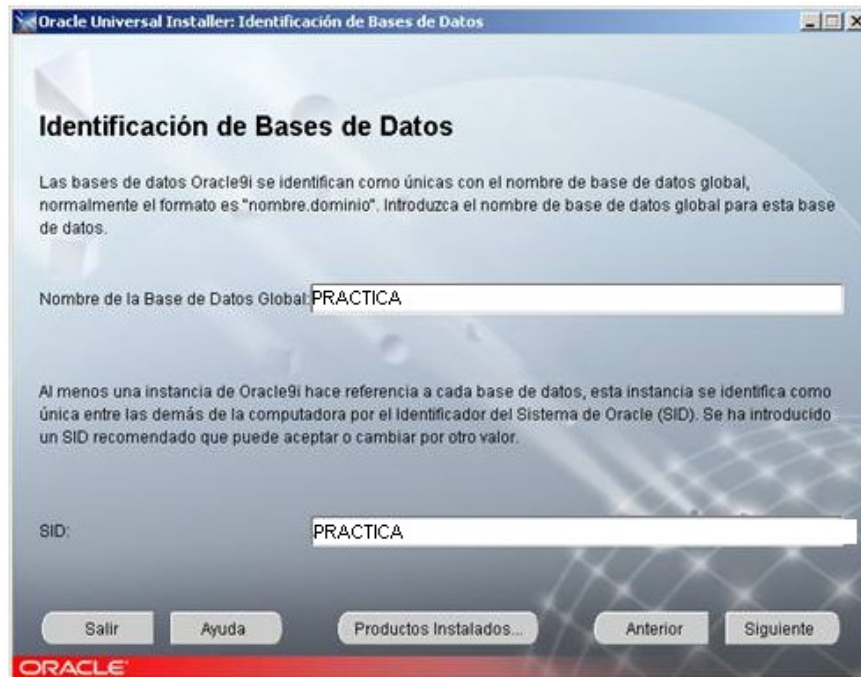 Oracle Universal Installer: Identificación de Bases de Datos
Identificación de Bases de Datos
Las bases de datos Oracle9i se identifican como únicas con el nombre de base de datos global,
normalmente el formato es "nombre.dominio". Introduzca el nombre de base de datos global para esta base
de datos.
Nombre de la Base de Datos Global: PRACTICA
Al menos una instancia de Oracle9i hace referencia a cada base de datos, esta instancia se identifica como
única entre las demás de la computadora por el Identificador del Sistema de Oracle (SID). Se ha introducido
un SID recomendado que puede aceptar o cambiar por otro valor.
SID: PRACTICA
Salir Ayuda Productos Instalados... Anterior Siguiente
ORACLE